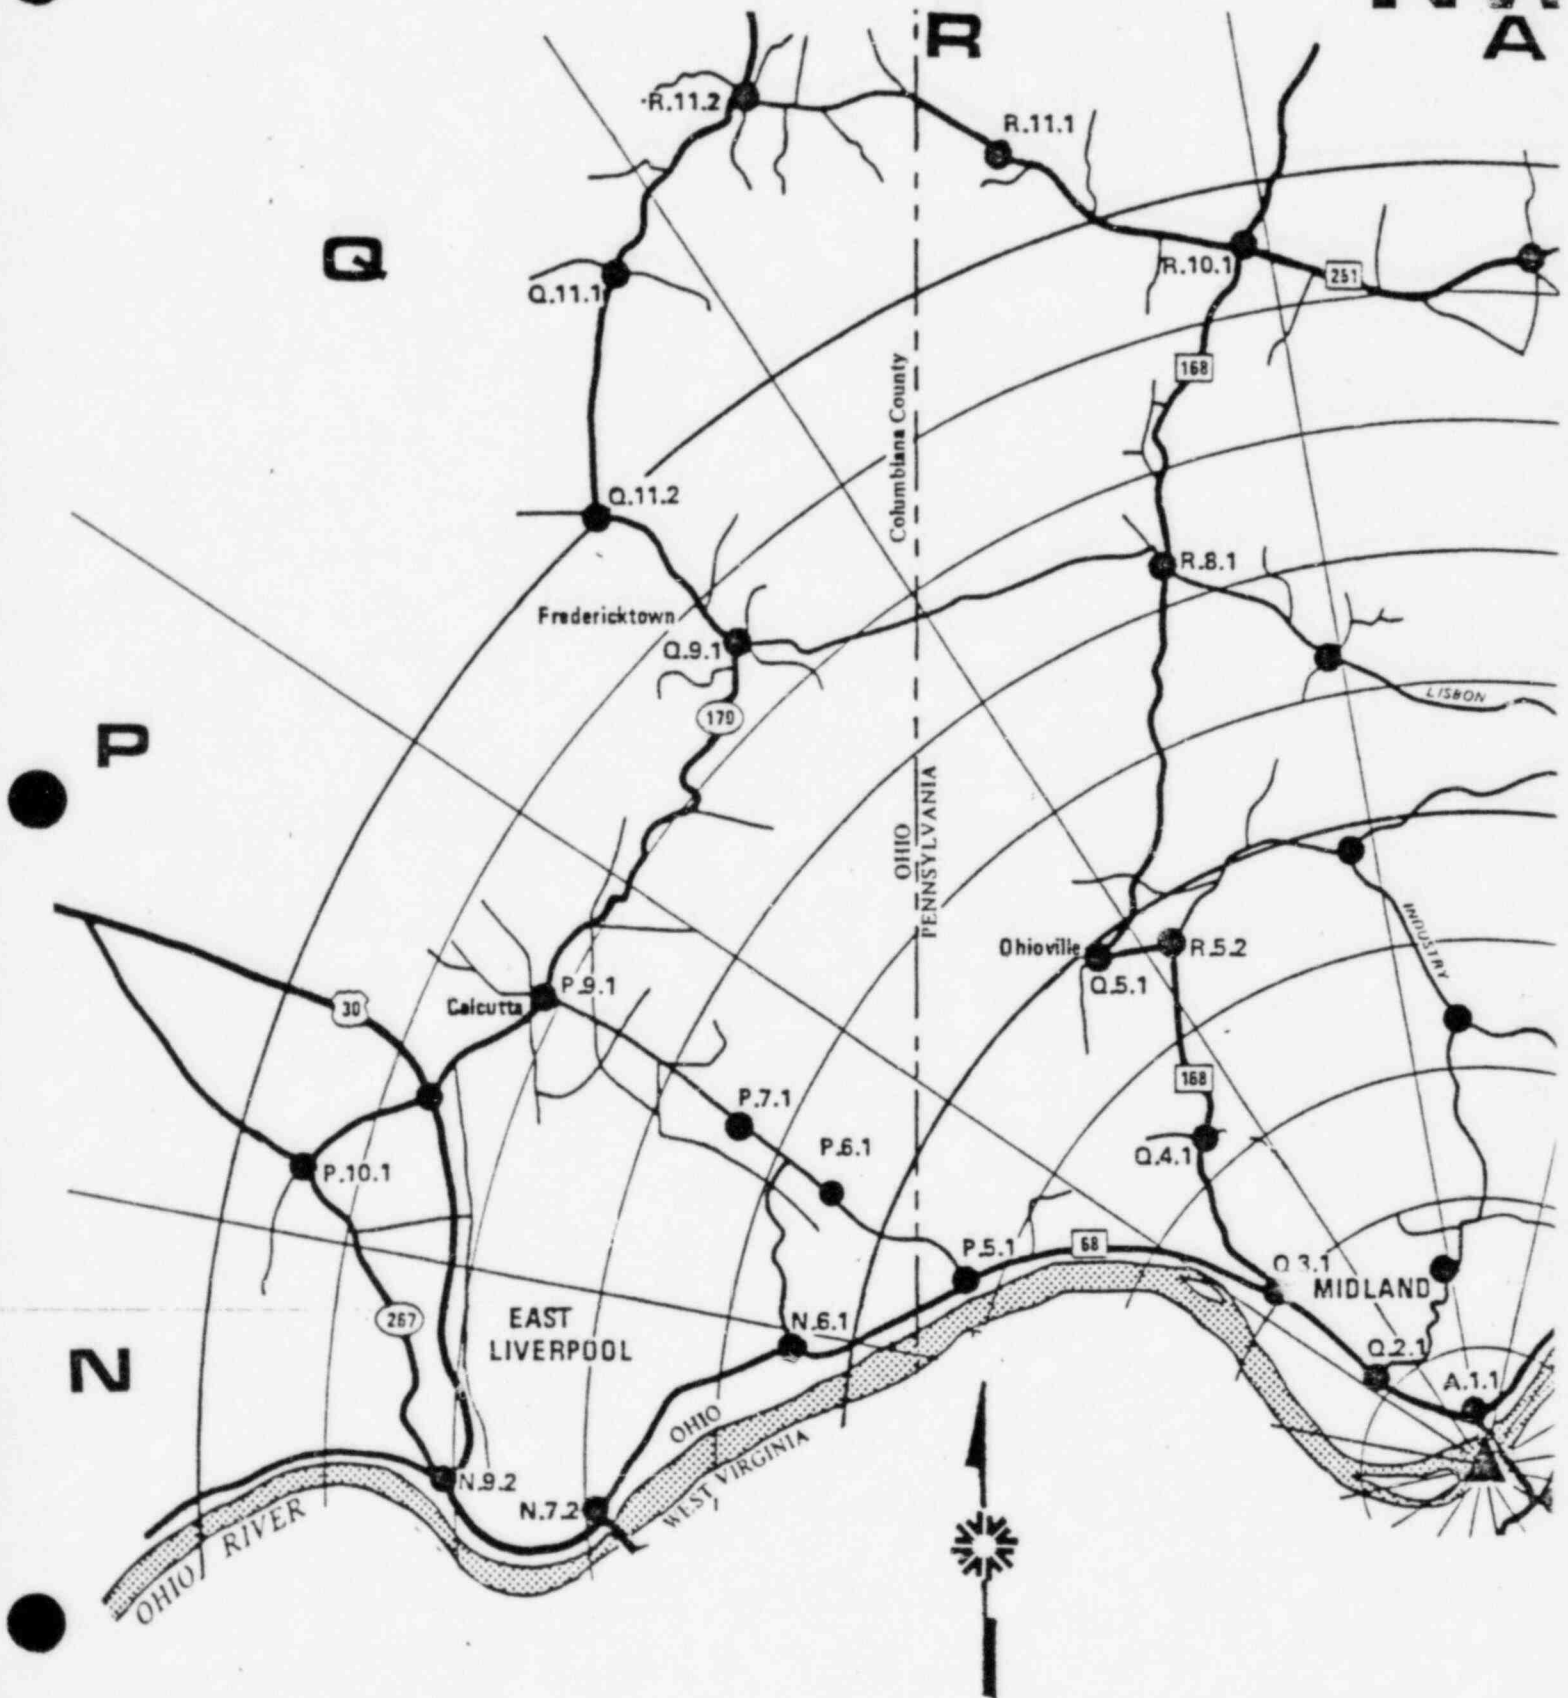 R
A
R.11.2
R.11.1
Q
Q.11.1
R.10.1
251
168
Columbiana County
Q.11.2
R.8.1
Fredericktown
Q.9.1
LISBON
170
P
OHIO
PENNSYLVANIA
INDUSTRY
Ohioville
R.5.2
Q.5.1
P.9.1
Calcutta
30
168
P.7.1
P.6.1
Q.4.1
P.10.1
P.5.1
68
Q.3.1
MIDLAND
267
EAST
LIVERPOOL
N.6.1
Q.2.1
A.1.1
N
OHIO
WEST VIRGINIA
N.9.2
N.7.2
OHIO RIVER